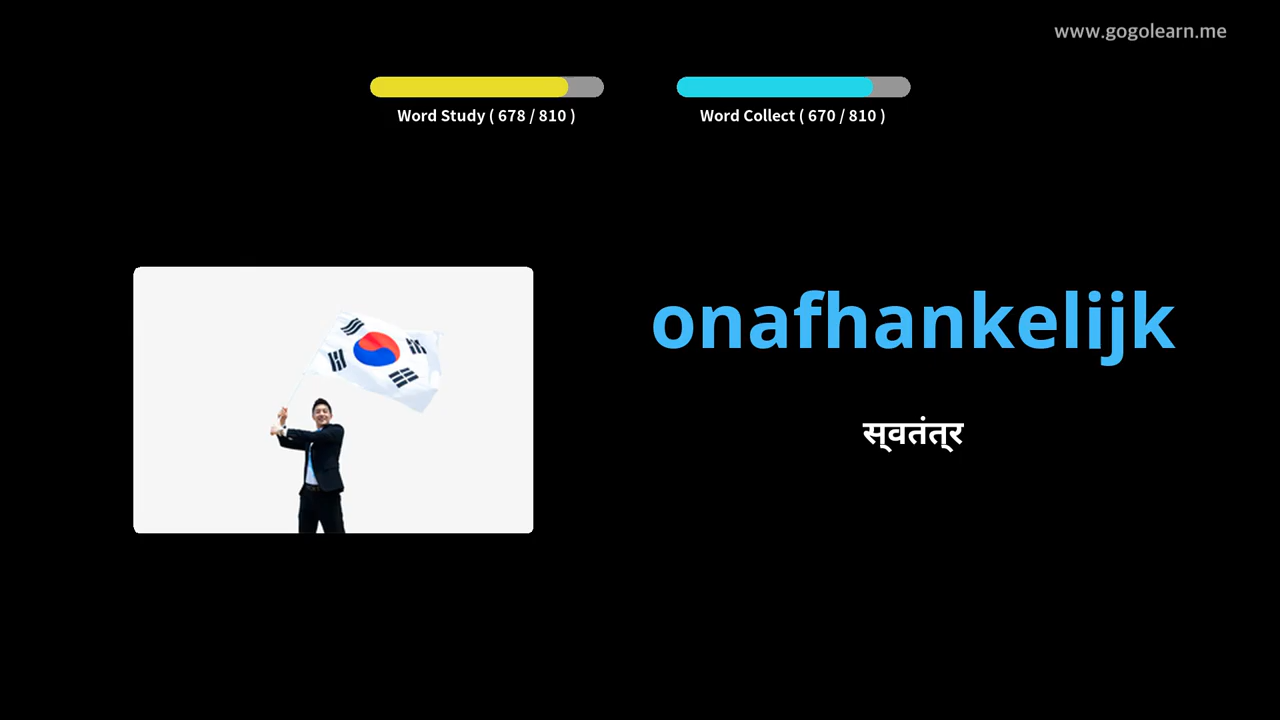 www.gogolearn.me
Word Study ( 678 / 810 )
Word Collect ( 670 / 810 )
onafhankelijk
स्वतंत्र